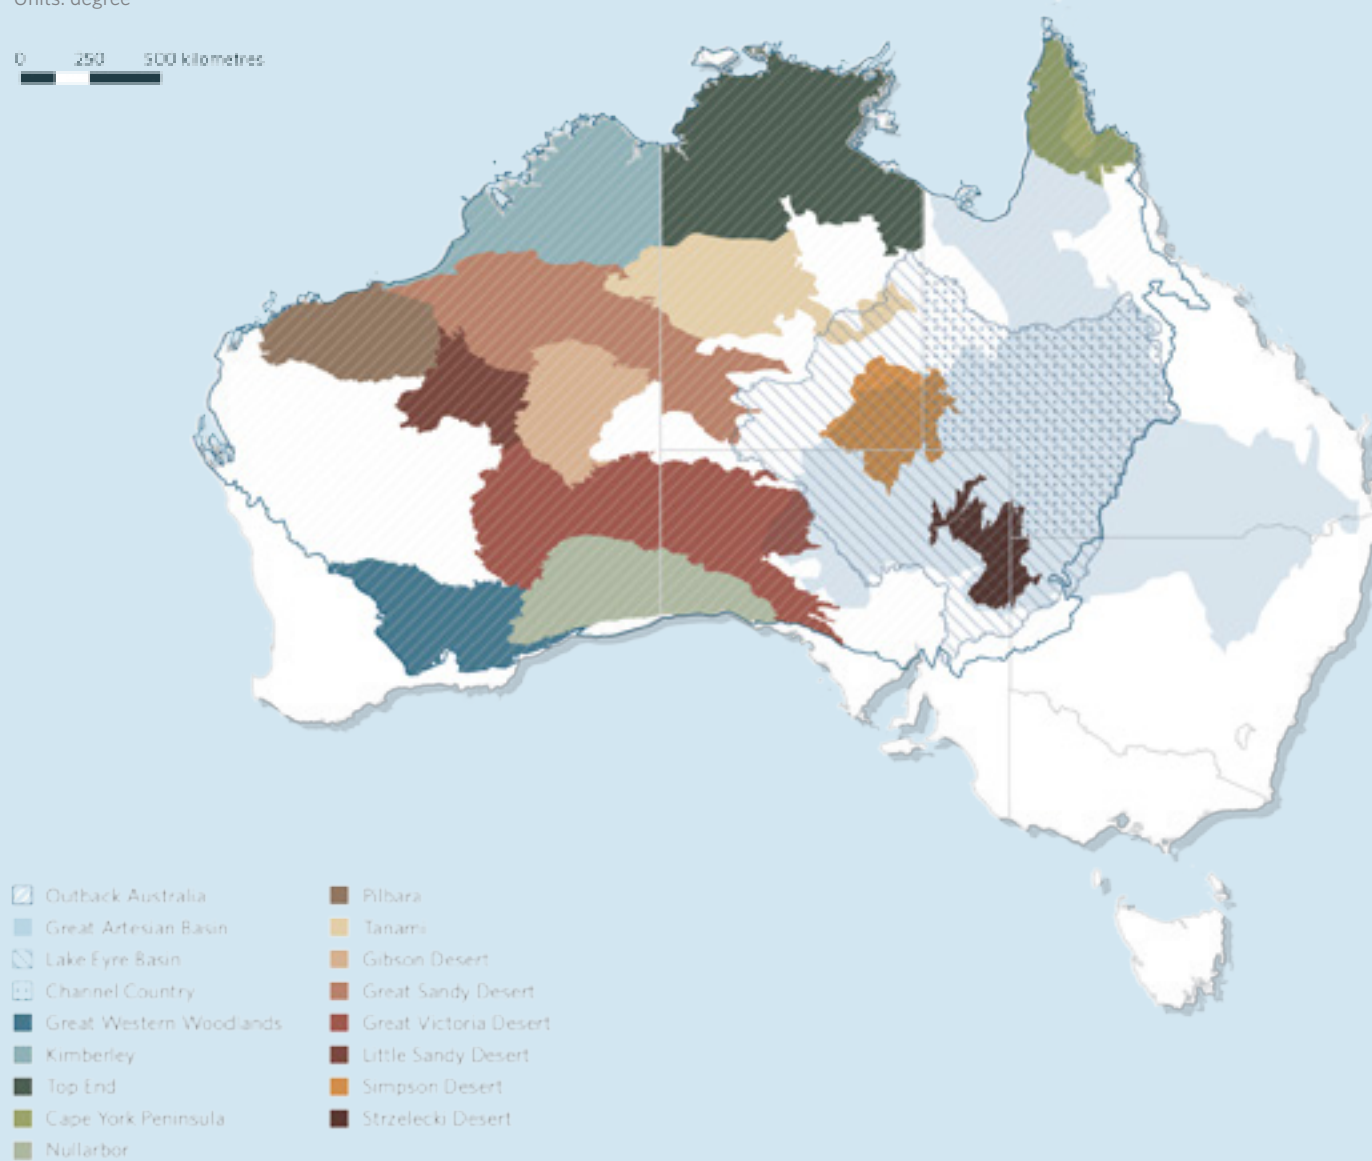 Units: degree
0 250 500 kilometres
Outback Australia
Great Artesian Basin
Lake Eyre Basin
Channel Country
Great Western Woodlands
Kimberley
Top End
Cape York Peninsula
Nullarbor
Pilbara
Tanami
Gibson Desert
Great Sandy Desert
Great Victoria Desert
Little Sandy Desert
Simpson Desert
Strzelecki Desert